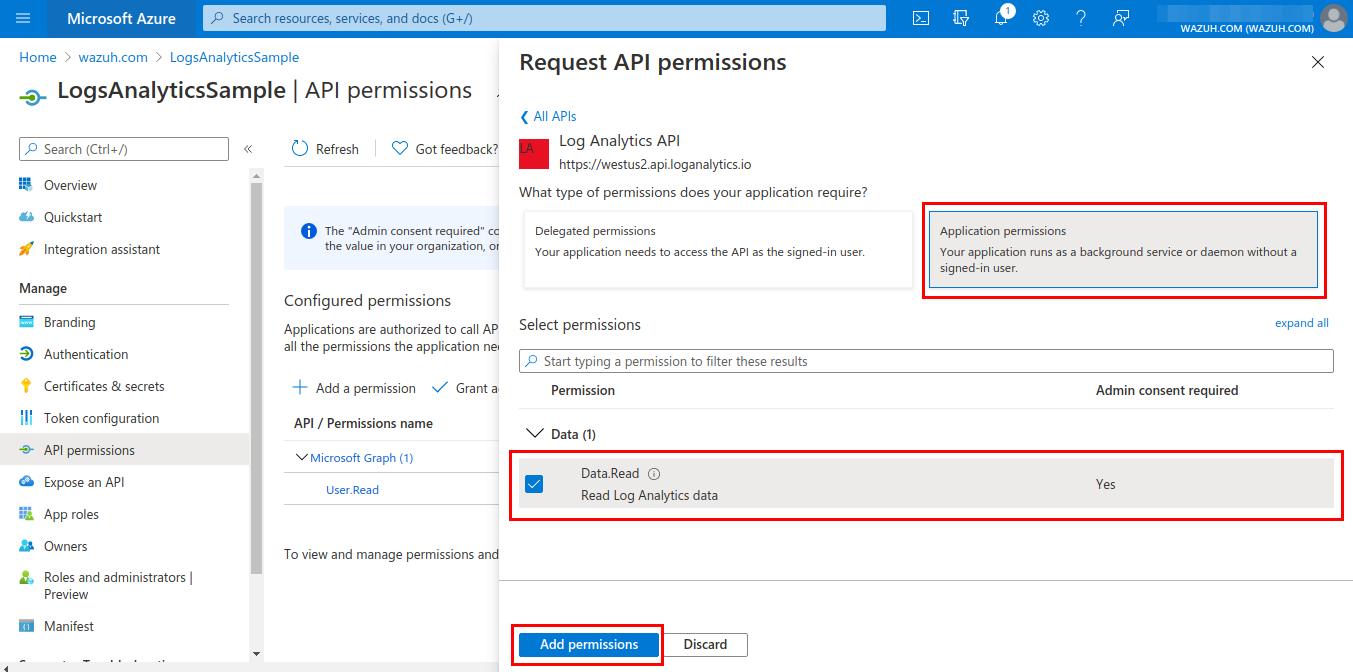 Microsoft Azure
Search resources, services, and docs (G+/)
1
WAZUH.COM (WAZUH.COM)
Home > wazuh.com > LogsAnalyticsSample
LogsAnalyticsSample | API permissions
Search (Ctrl+/)
«
Overview
Quickstart
Integration assistant
Manage
Branding
Authentication
Certificates & secrets
Token configuration
API permissions
Expose an API
App roles
Owners
Roles and administrators |
Preview
Manifest
Refresh
Got feedback?
The "Admin consent required" co
the value in your organization, or
Configured permissions
Applications are authorized to call AP
all the permissions the application nee
Add a permission
Grant a
API / Permissions name
Microsoft Graph (1)
User.Read
To view and manage permissions and
Request API permissions
All APIs
LA
Log Analytics API
https://westus2.api.loganalytics.io
What type of permissions does your application require?
Delegated permissions
Your application needs to access the API as the signed-in user.
Application permissions
Your application runs as a background service or daemon without a
signed-in user.
Select permissions
expand all
Start typing a permission to filter these results
Permission
Admin consent required
Data (1)
Data.Read
Read Log Analytics data
Yes
Add permissions
Discard